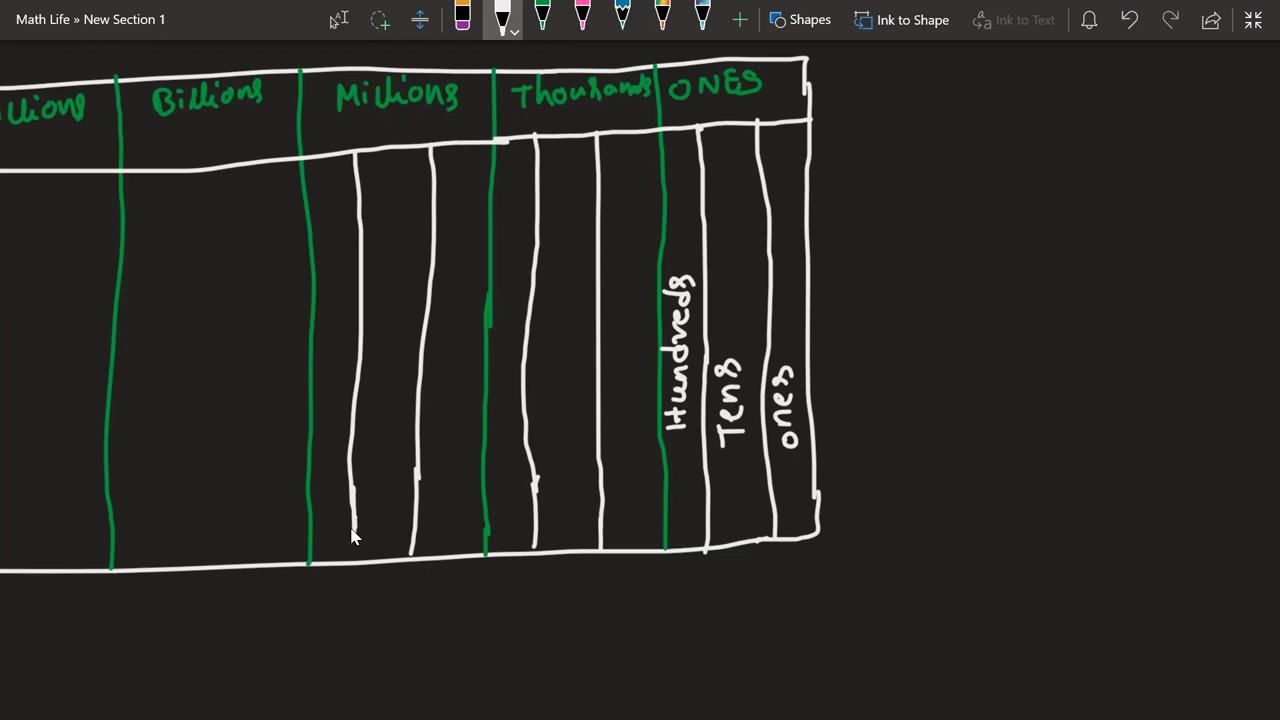 Math Life » New Section 1
Shapes
Ink to Shape
Ink to Text
Billions
Millions
Thousands
ONES
Hundreds
Tens
ones